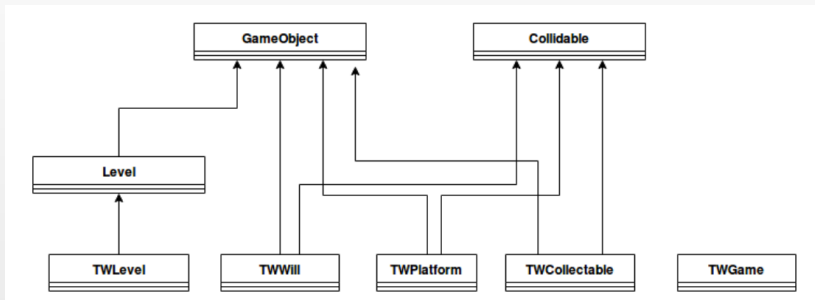 GameObject
Collidable
Level
TWLevel
TWWill
TWPlatform
TWCollectable
TWGame